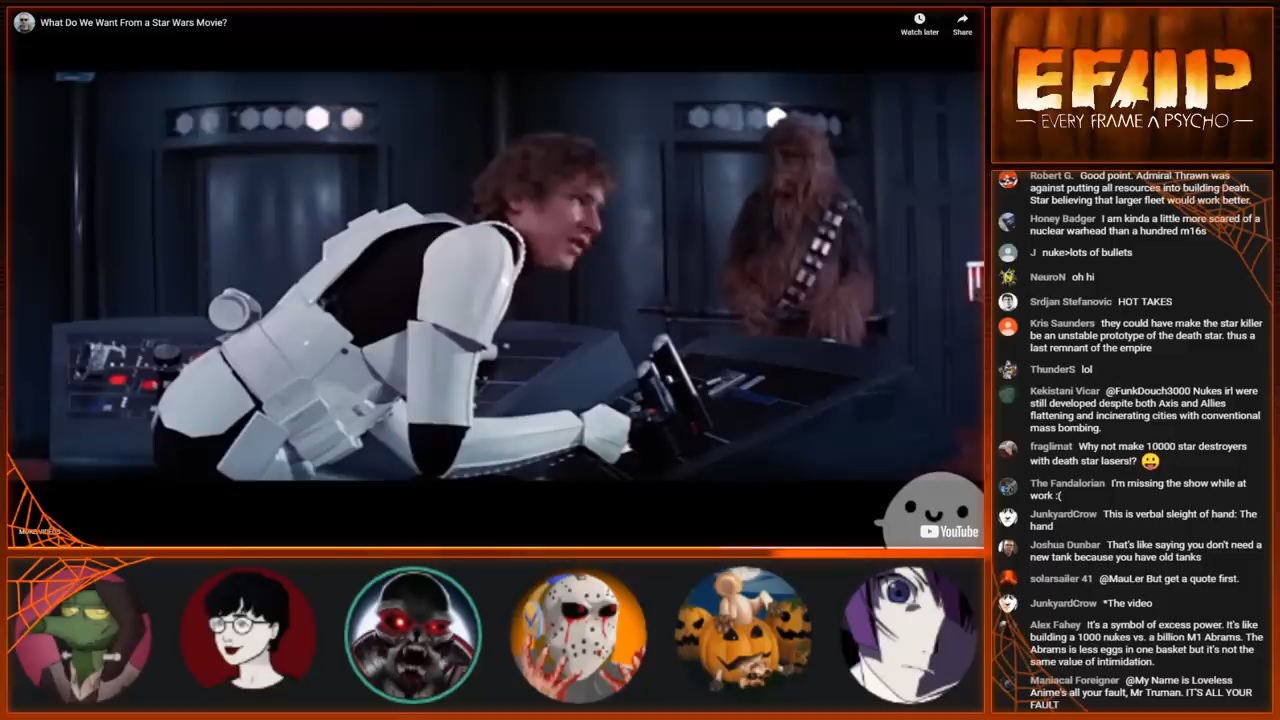 What Do We Want From a Star Wars Movie?
Watch later
Share
YouTube
EFAP
EVERY FRAME A PSYCHO
Robert G. Good point. Admiral Thrawn was
against putting all resources into building Death
Star believing that larger fleet would work better.
Honey Badger I am kinda a little more scared of a
nuclear warhead than a hundred m16s
J nuke>lots of bullets
NeuroN oh hi
Srdjan Stefanovic HOT TAKES
Kris Saunders they could have make the star killer
be an unstable prototype of the death star. thus a
last remnant of the empire
ThunderS lol
Kekistani Vicar @FunkDouch3000 Nukes irl were
still developed despite both Axis and Allies
flattening and incinerating cities with conventional
mass bombing.
fraglimat Why not make 10000 star destroyers
with death star lasers!? 😛
The Fandalorian I'm missing the show while at
work :(
JunkyardCrow This is verbal sleight of hand: The
hand
Joshua Dunbar That's like saying you don't need a
new tank because you have old tanks
solarsailer 41 @MauLer But get a quote first.
JunkyardCrow *The video
Alex Fahey It's a symbol of excess power. It's like
building a 1000 nukes vs. a billion M1 Abrams. The
Abrams is less eggs in one basket but it's not the
same value of intimidation.
Maniacal Foreigner @My Name is Loveless
Anime's all your fault, Mr Truman. IT'S ALL YOUR
FAULT